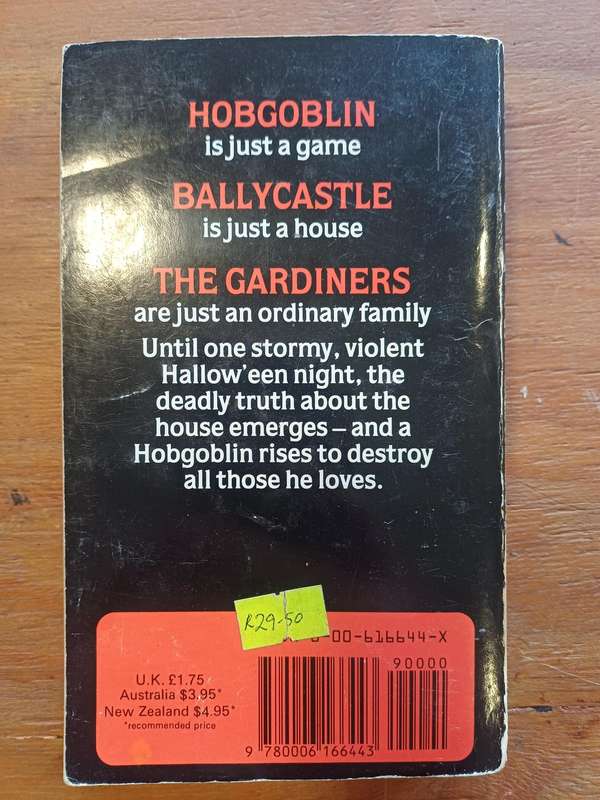 HOBGOBLIN
is just a game
BALLYCASTLE
is just a house
THE GARDINERS
are just an ordinary family
Until one stormy, violent
Hallow'een night, the
deadly truth about the
house emerges – and a
Hobgoblin rises to destroy
all those he loves.
R29-50
00-616644-X
90000
U.K. £1.75
Australia $3.95*
New Zealand $4.95*
*recommended price
9 780006 166443